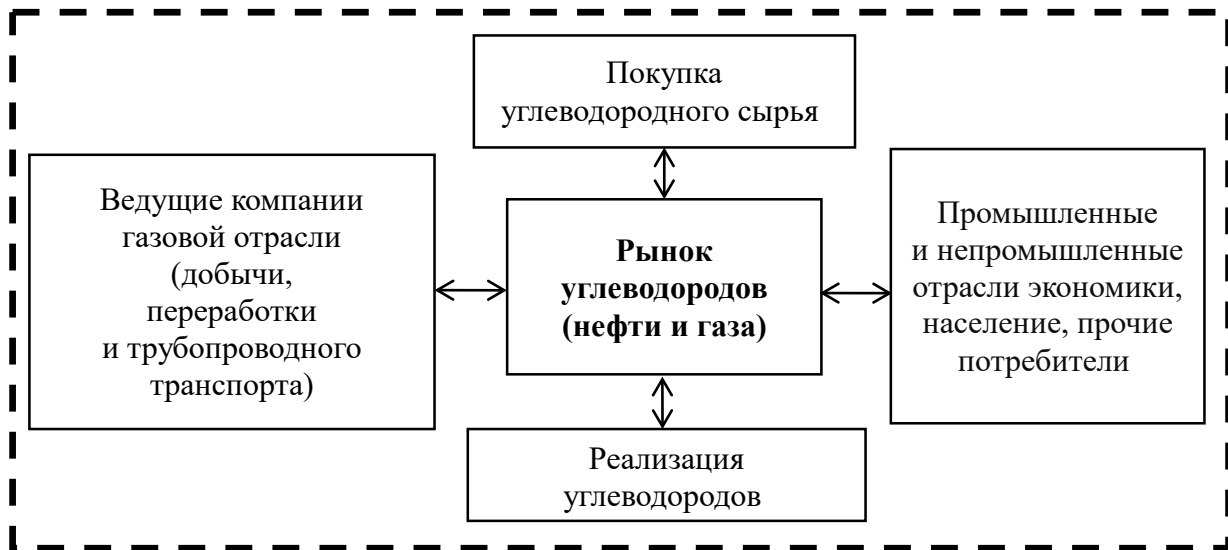 Покупка
углеводородного сырья
Ведущие компании
газовой отрасли
(добычи,
переработки
и трубопроводного
транспорта)
Рынок
углеводородов
(нефти и газа)
Промышленные
и непромышленные
отрасли экономики,
население, прочие
потребители
Реализация
углеводородов